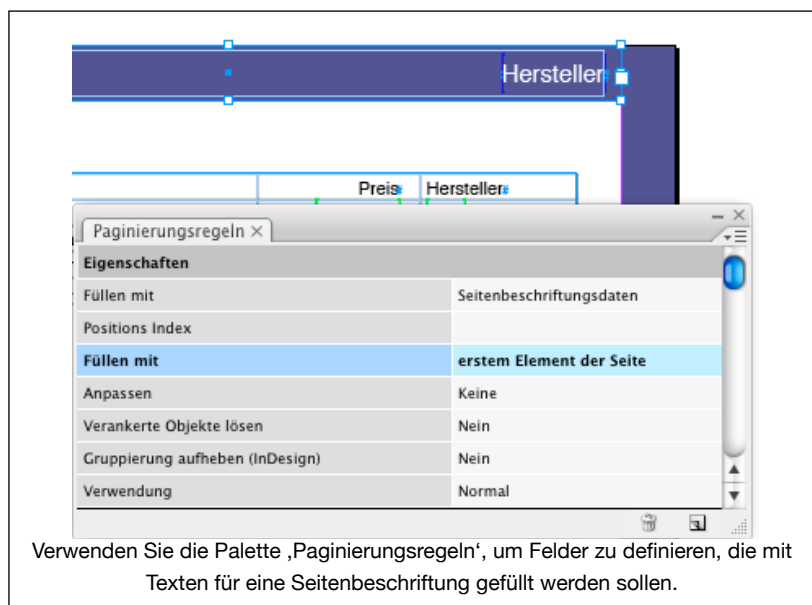 Hersteller
Preis Hersteller
Paginierungsregeln
Eigenschaften
Füllen mit Seitenbeschriftungsdaten
Positions Index
Füllen mit erstem Element der Seite
Anpassen Keine
Verankerte Objekte lösen Nein
Gruppierung aufheben (InDesign) Nein
Verwendung Normal
Verwenden Sie die Palette ‚Paginierungsregeln‘, um Felder zu definieren, die mit
Texten für eine Seitenbeschriftung gefüllt werden sollen.